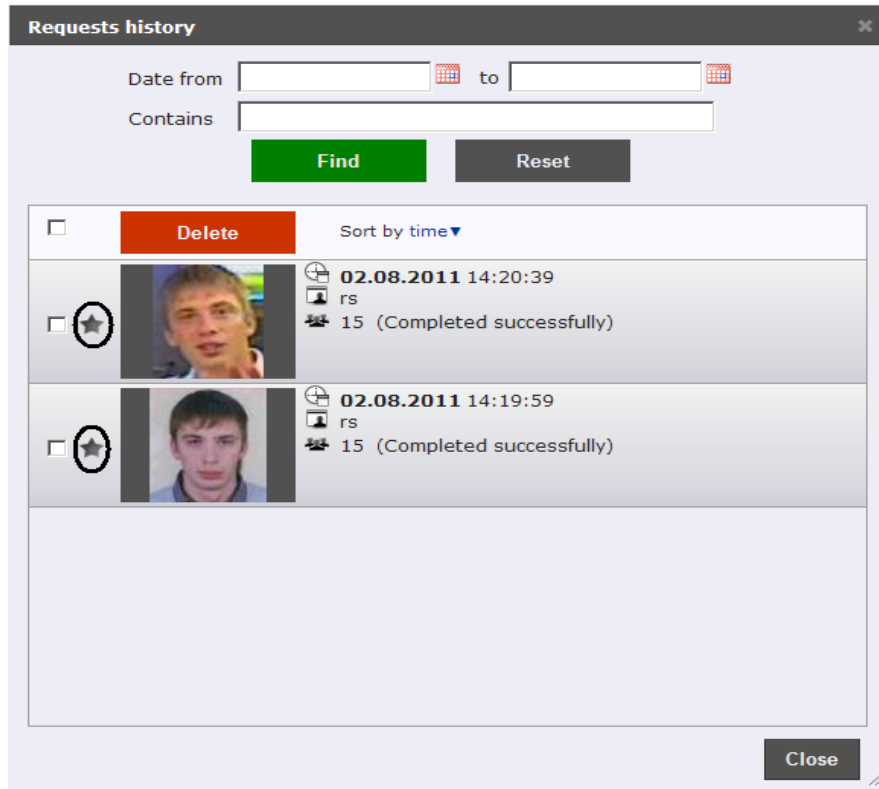 Requests history
Date from to
Contains
Find Reset
Delete Sort by time▼
02.08.2011 14:20:39
rs
15 (Completed successfully)
02.08.2011 14:19:59
rs
15 (Completed successfully)
Close